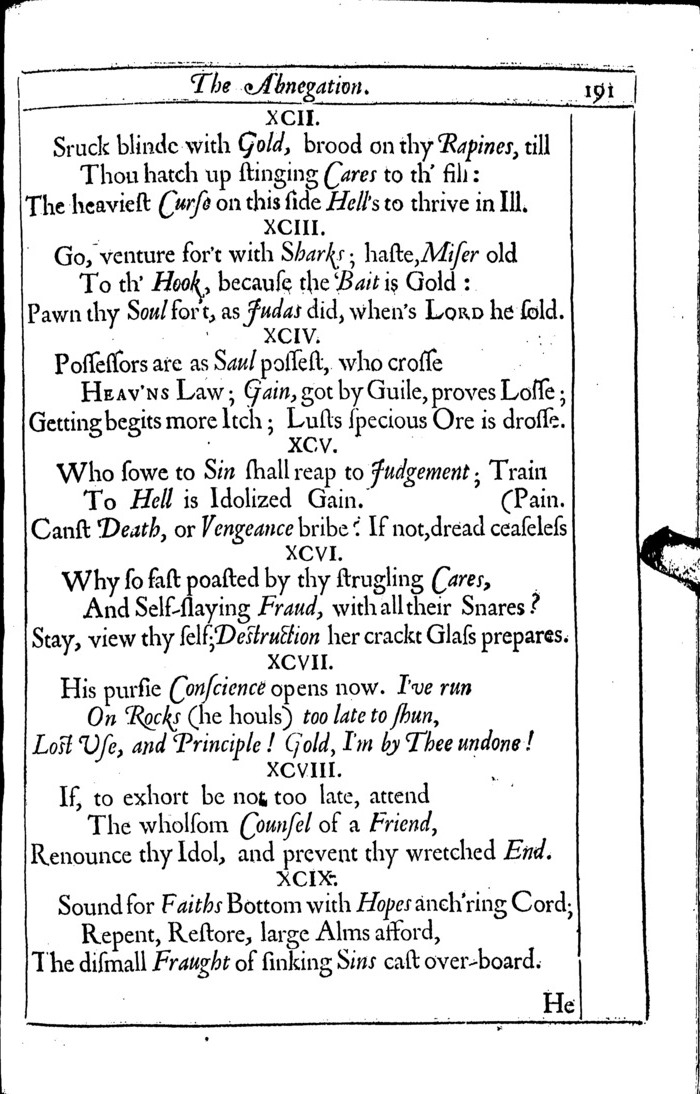 The Abnegation. 191
XCII.
Sruck blinde with Gold, brood on thy Rapines, till
Thou hatch up ſtinging Cares to th' fill:
The heavieſt Curſe on this ſide Hell's to thrive in Ill.
XCIII.
Go, venture for't with Sharks; haſte, Miſer old
To th' Hook, becauſe the Bait is Gold :
Pawn thy Soul for't, as Judas did, when's LORD he ſold.
XCIV.
Poſſeſſors are as Saul poſſeſt, who croſſe
HEAV'NS Law; Gain, got by Guile, proves Loſſe;
Getting begits more Itch; Luſts ſpecious Ore is droſſe.
XCV.
Who ſowe to Sin ſhall reap to Judgement; Train
To Hell is Idolized Gain. (Pain.
Canſt Death, or Vengeance bribe? If not, dread ceaſeleſs
XCVI.
Why ſo faſt poaſted by thy ſtrugling Cares,
And Self-ſlaying Fraud, with all their Snares?
Stay, view thy ſelf; Deſtruction her crackt Glaſs prepares.
XCVII.
His purſie Conſcience opens now. I've run
On Rocks (he houls) too late to ſhun,
Loſt Uſe, and Principle! Gold, I'm by Thee undone!
XCVIII.
If, to exhort be not too late, attend
The wholſom Counſel of a Friend,
Renounce thy Idol, and prevent thy wretched End.
XCIX.
Sound for Faiths Bottom with Hopes anch'ring Cord;
Repent, Reſtore, large Alms afford,
The diſmall Fraught of ſinking Sins caſt over-board.
He